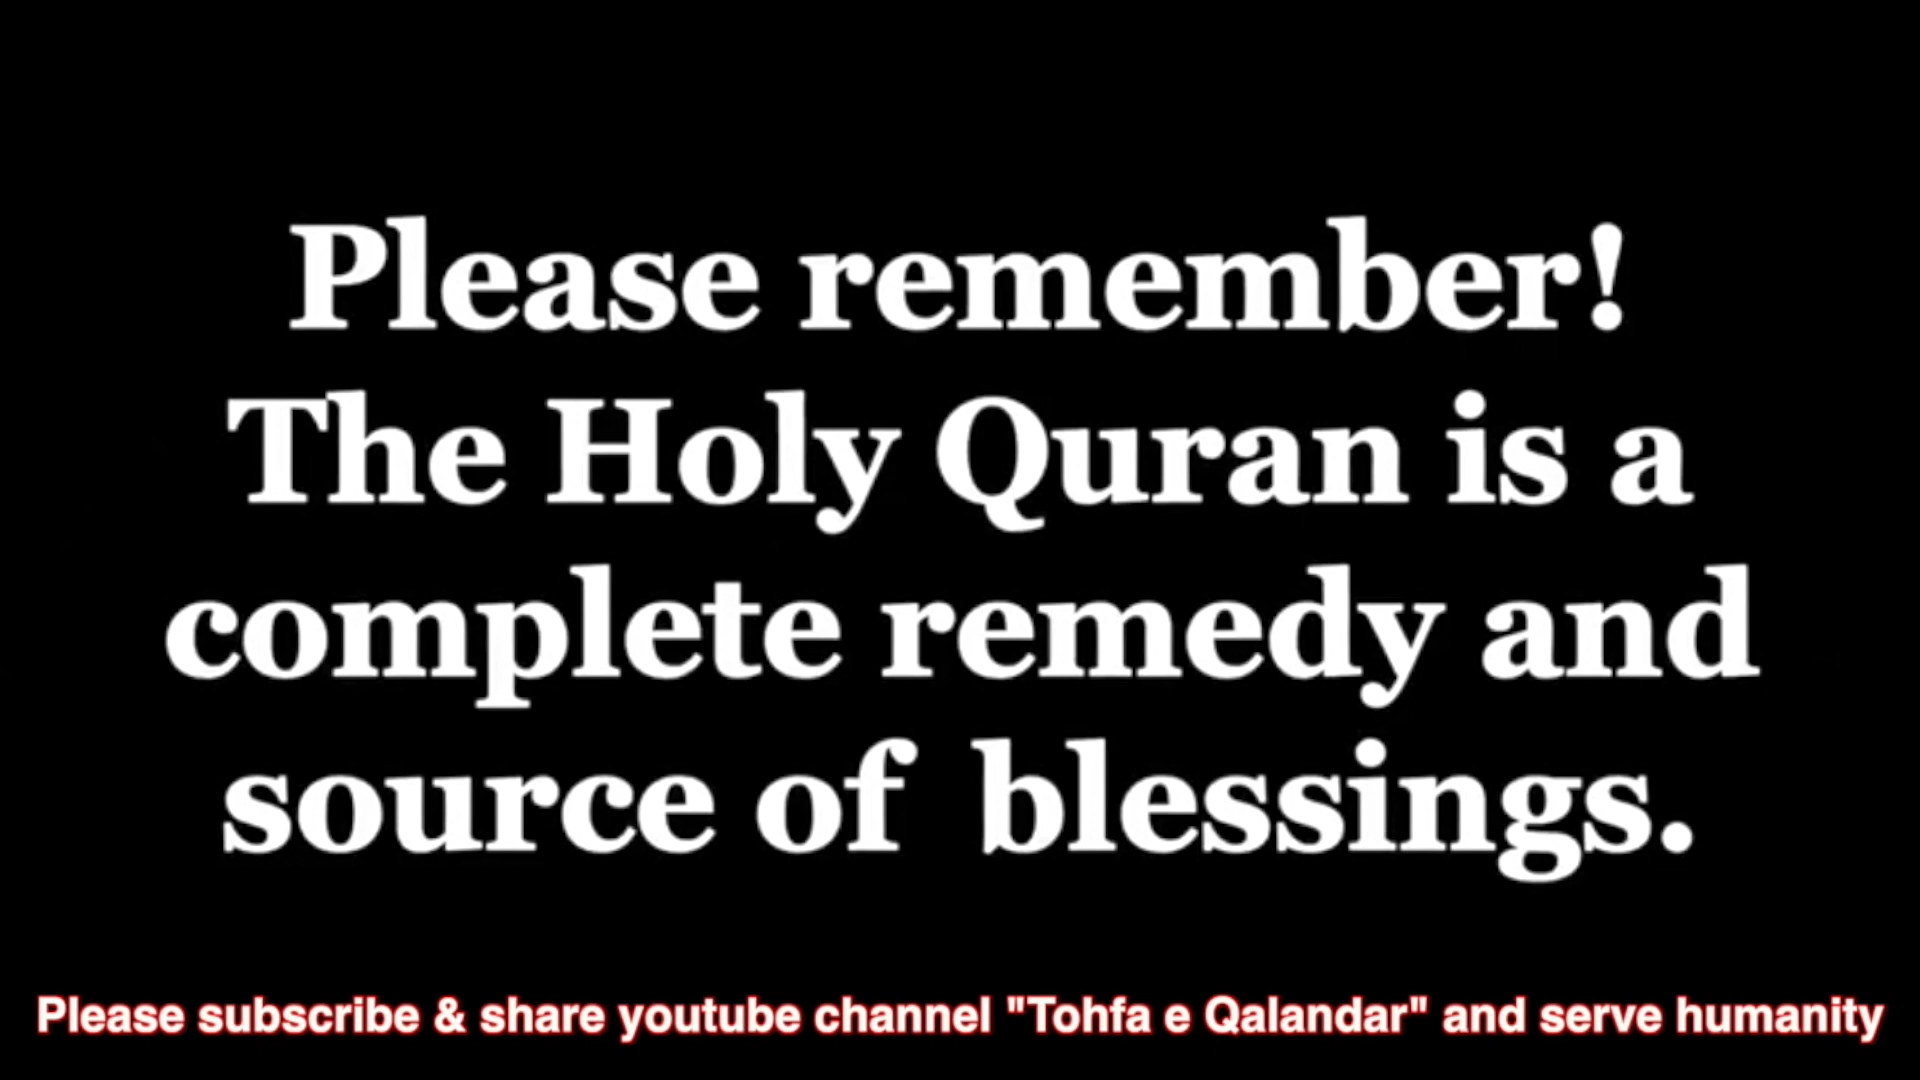 Please remember!
The Holy Quran is a
complete remedy and
source of blessings.
Please subscribe & share youtube channel "Tohfa e Qalandar" and serve humanity